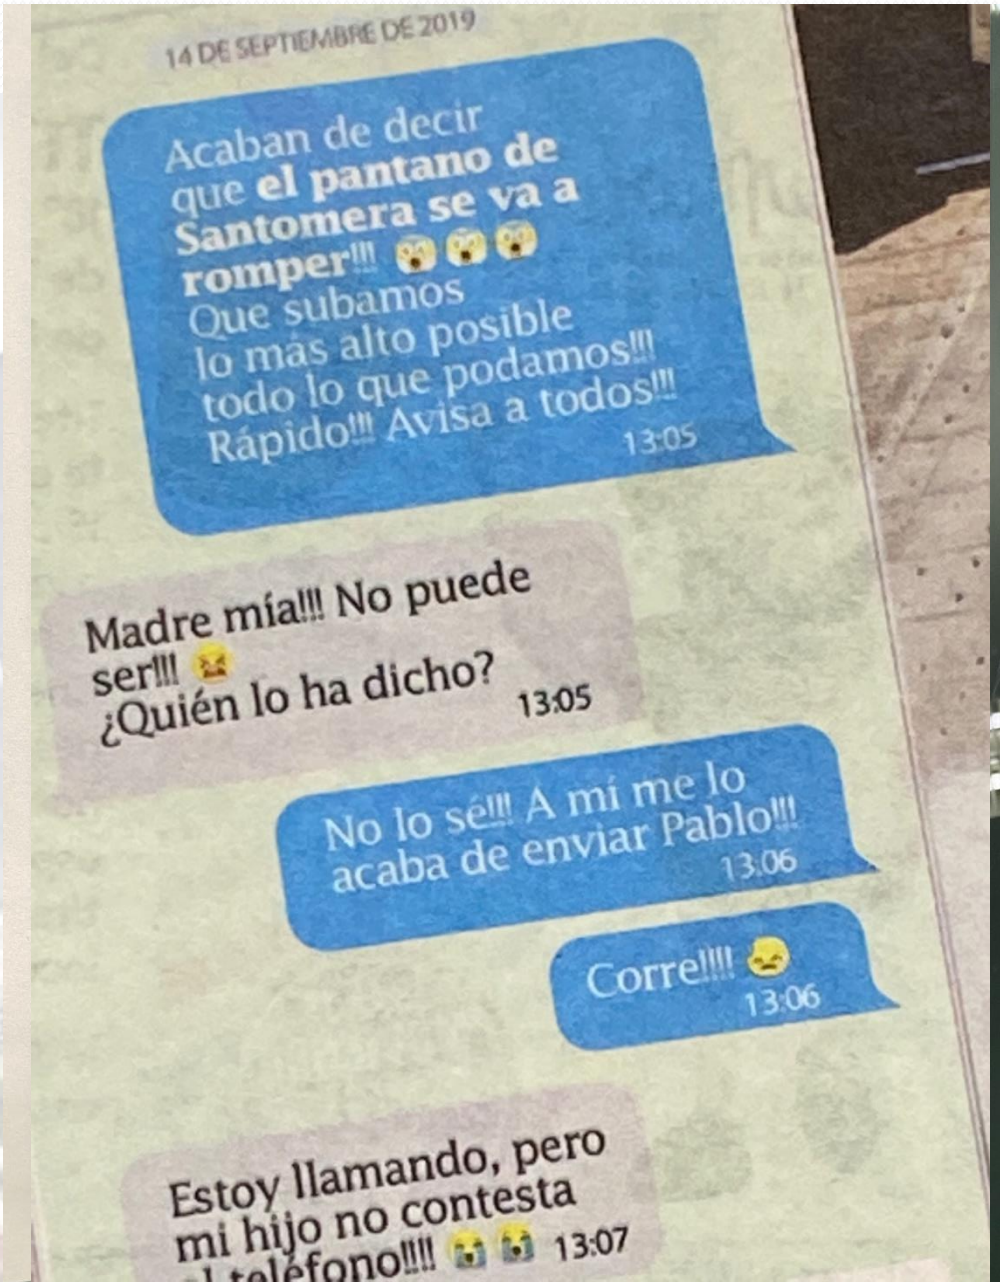 14 DE SEPTIEMBRE DE 2019
Acaban de decir
que el pantano de
Santomera se va a
romper!!! 😱😱😱
Que subamos
lo más alto posible
todo lo que podamos!!!
Rápido!!! Avisa a todos!!!
13:05
Madre mía!!! No puede
ser!!! 😫
¿Quién lo ha dicho?
13:05
No lo sé!!! A mí me lo
acaba de enviar Pablo!!!
13:06
Corre!!!! 😓
13:06
Estoy llamando, pero
mi hijo no contesta
al teléfono!!!! 😭 😭 13:07